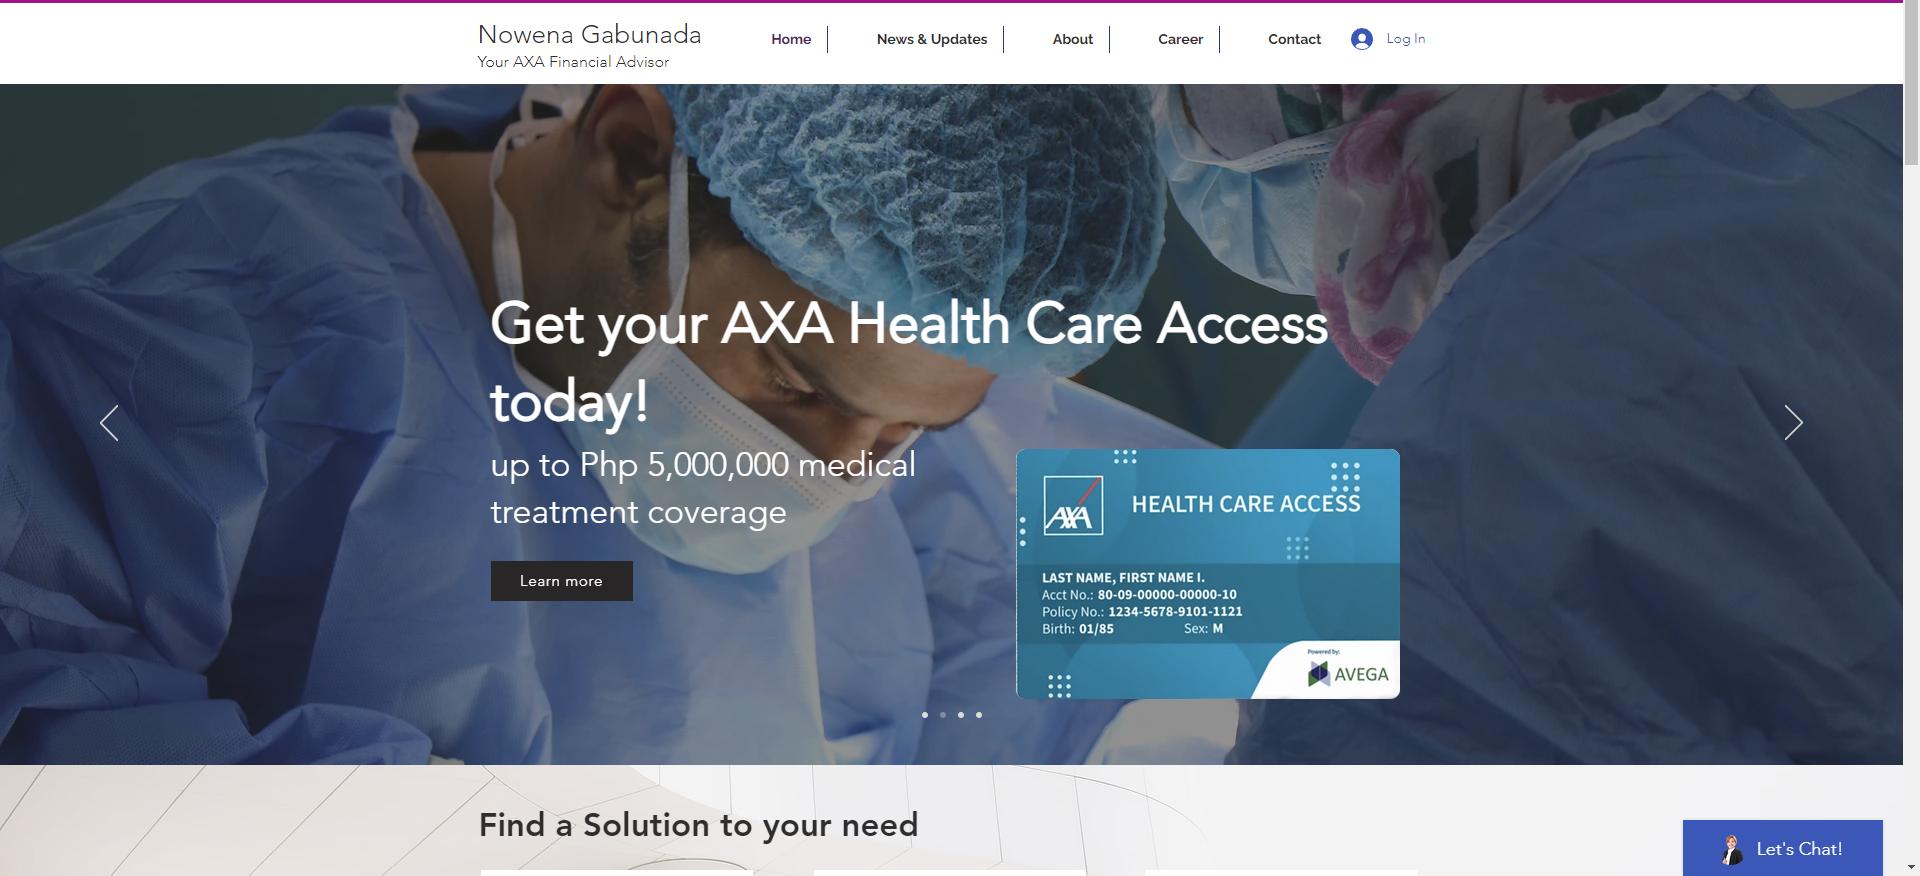 Nowena Gabunada
Your AXA Financial Advisor
Home
News & Updates
About
Career
Contact
Log In
Get your AXA Health Care Access
today!
up to Php 5,000,000 medical
treatment coverage
Learn more
AXA
HEALTH CARE ACCESS
LAST NAME, FIRST NAME I.
Acct No.: 80-09-00000-00000-10
Policy No.: 1234-5678-9101-1121
Birth: 01/85 Sex: M
Powered by:
AVEGA
Find a Solution to your need
Let's Chat!